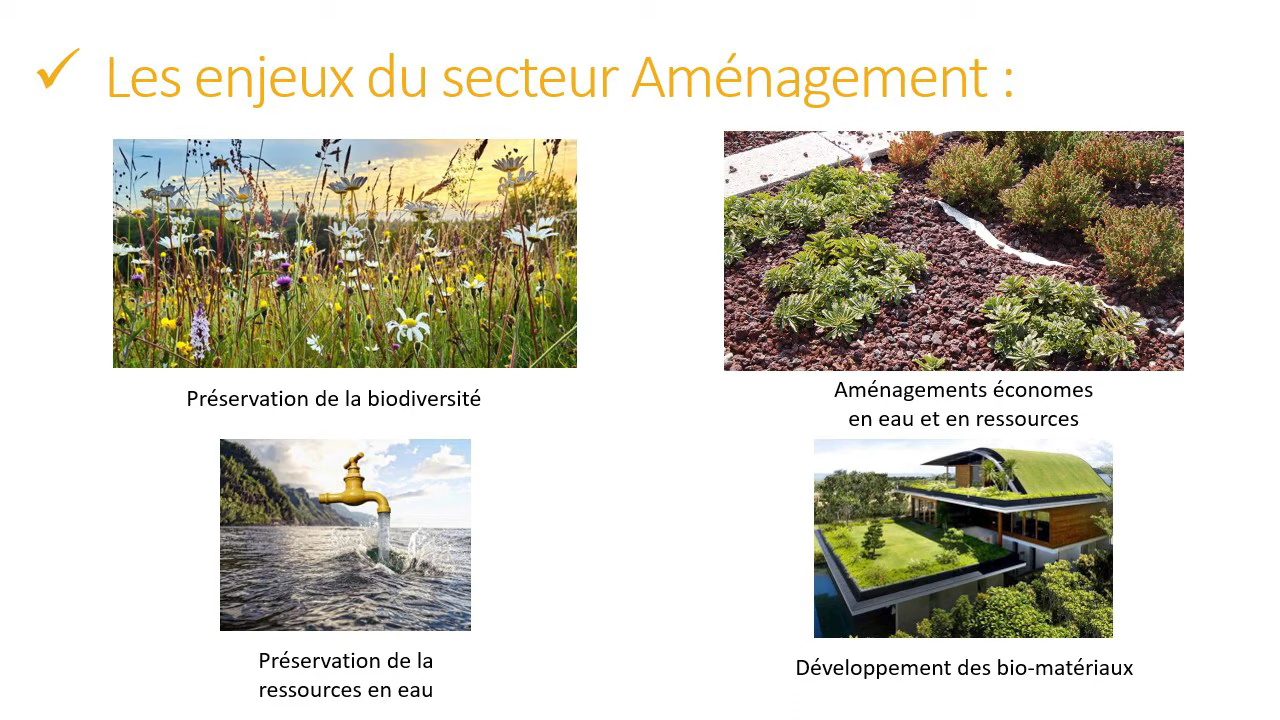 ✓ Les enjeux du secteur Aménagement :
Préservation de la biodiversité
Aménagements économes
en eau et en ressources
Préservation de la
ressources en eau
Développement des bio-matériaux